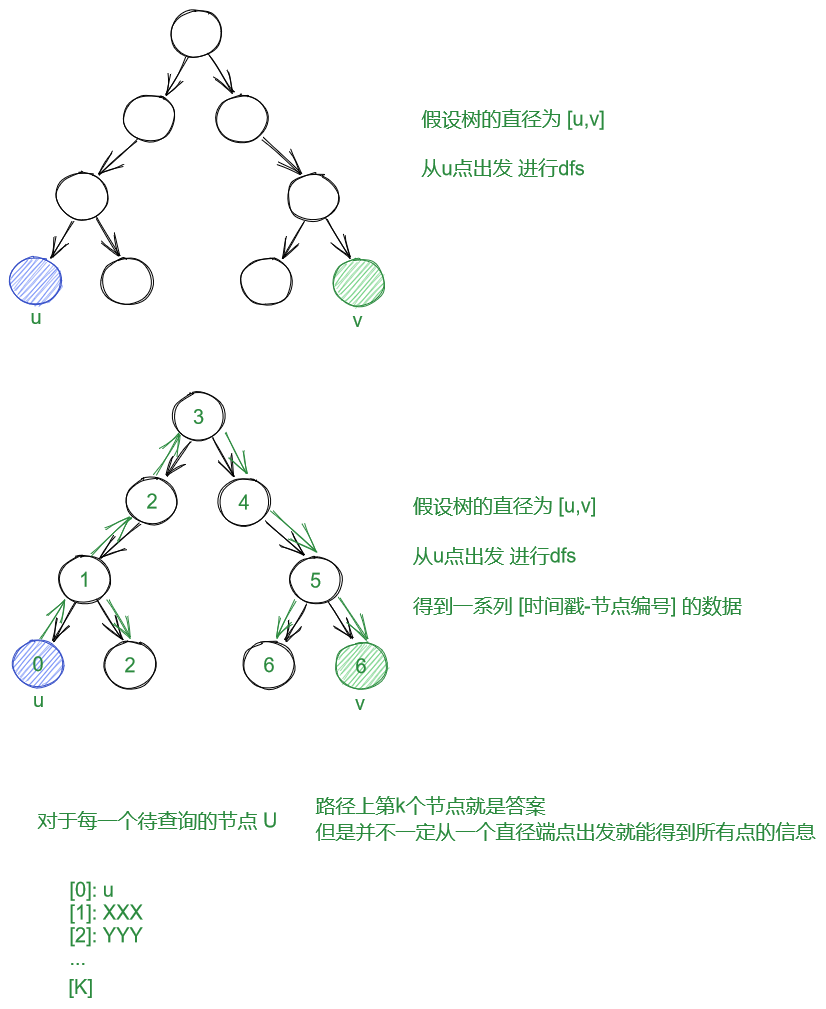 假设树的直径为 [u,v]
从u点出发 进行dfs
u
v
3
2
4
1
5
0
2
6
6
u
v
假设树的直径为 [u,v]
从u点出发 进行dfs
得到一系列 [时间戳-节点编号] 的数据
对于每一个待查询的节点 U
路径上第k个节点就是答案
但是并不一定从一个直径端点出发就能得到所有点的信息
[0]: u
[1]: XXX
[2]: YYY
...
[K]